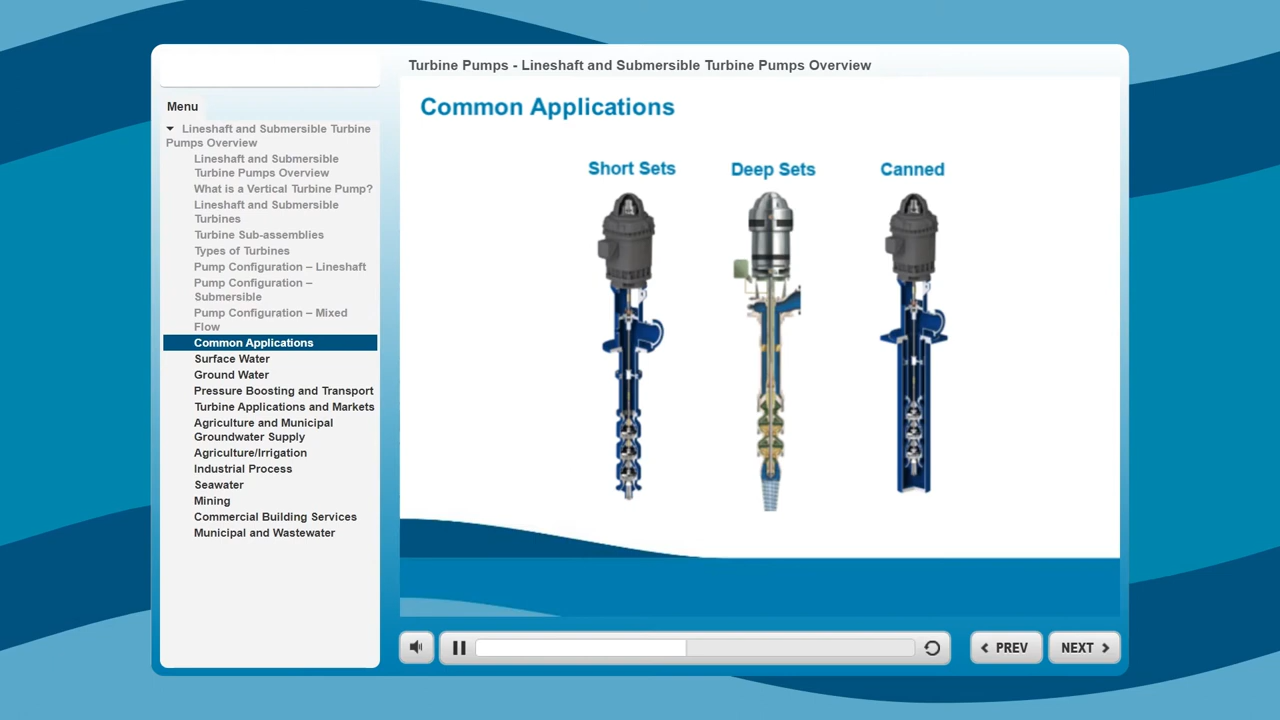 Turbine Pumps - Lineshaft and Submersible Turbine Pumps Overview
Menu
Lineshaft and Submersible Turbine
Pumps Overview
Lineshaft and Submersible
Turbine Pumps Overview
What is a Vertical Turbine Pump?
Lineshaft and Submersible
Turbines
Turbine Sub-assemblies
Types of Turbines
Pump Configuration – Lineshaft
Pump Configuration –
Submersible
Pump Configuration – Mixed
Flow
Common Applications
Surface Water
Ground Water
Pressure Boosting and Transport
Turbine Applications and Markets
Agriculture and Municipal
Groundwater Supply
Agriculture/Irrigation
Industrial Process
Seawater
Mining
Commercial Building Services
Municipal and Wastewater
Common Applications
Short Sets
Deep Sets
Canned
PREV
NEXT